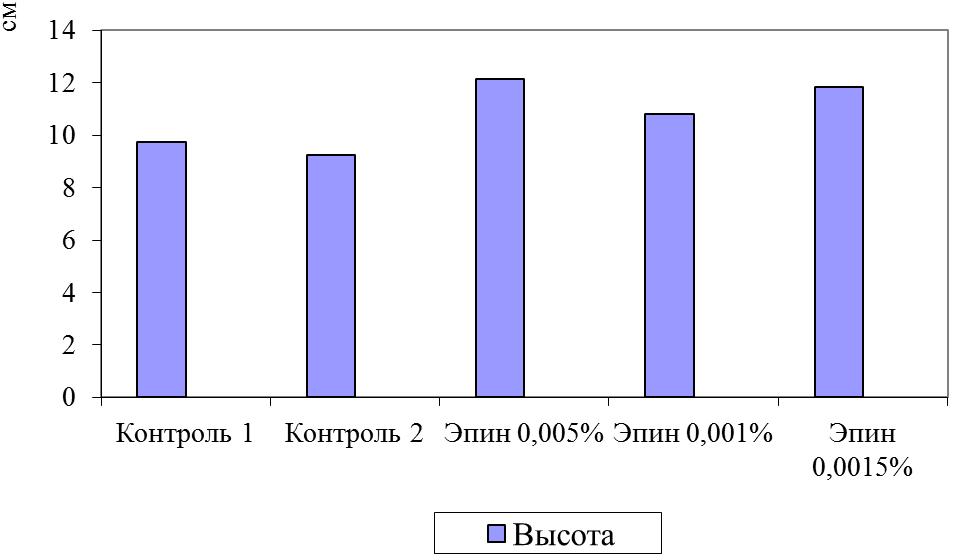 см
14
12
10
8
6
4
2
0
Контроль 1
Контроль 2
Эпин 0,005%
Эпин 0,001%
Эпин
0,0015%
Высота